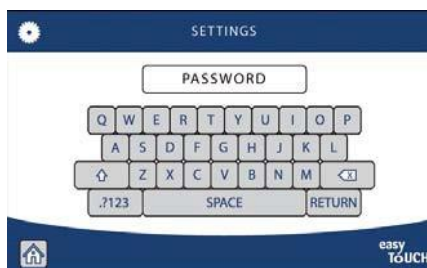 SETTINGS
PASSWORD
Q W E R T Y U I O P
A S D F G H J K L
Z X C V B N M
.?123 SPACE RETURN
easy
TOUCH